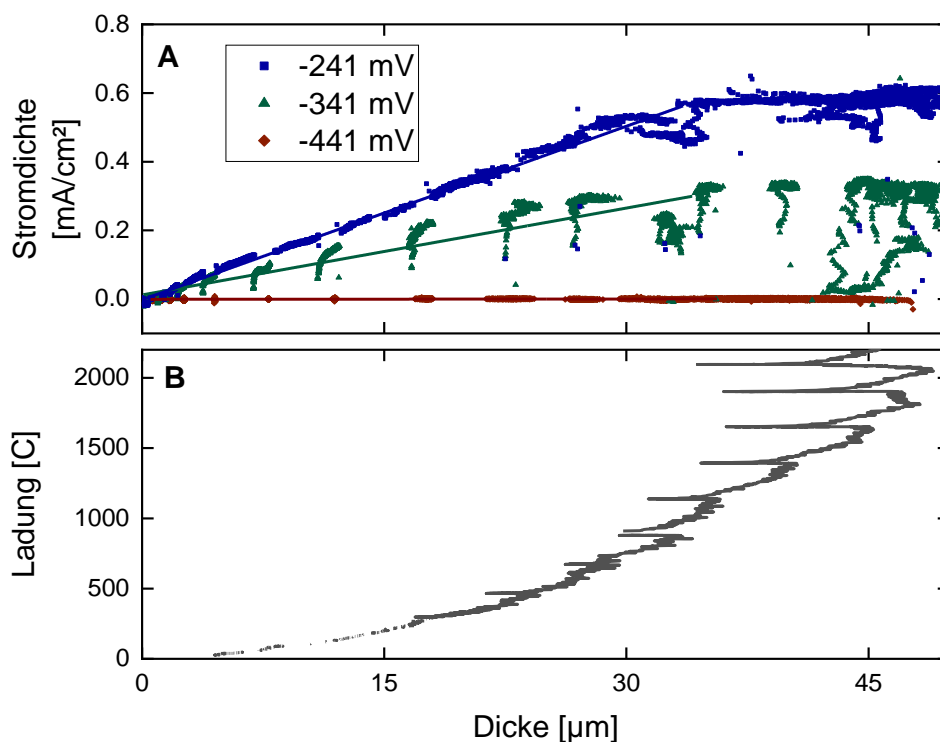 0.8
A
-241 mV
0.6
-341 mV
-441 mV
0.4
Stromdichte
[mA/cm²]
0.2
0.0
B
2000
1500
Ladung [C]
1000
500
0
0
15
30
45
Dicke [µm]